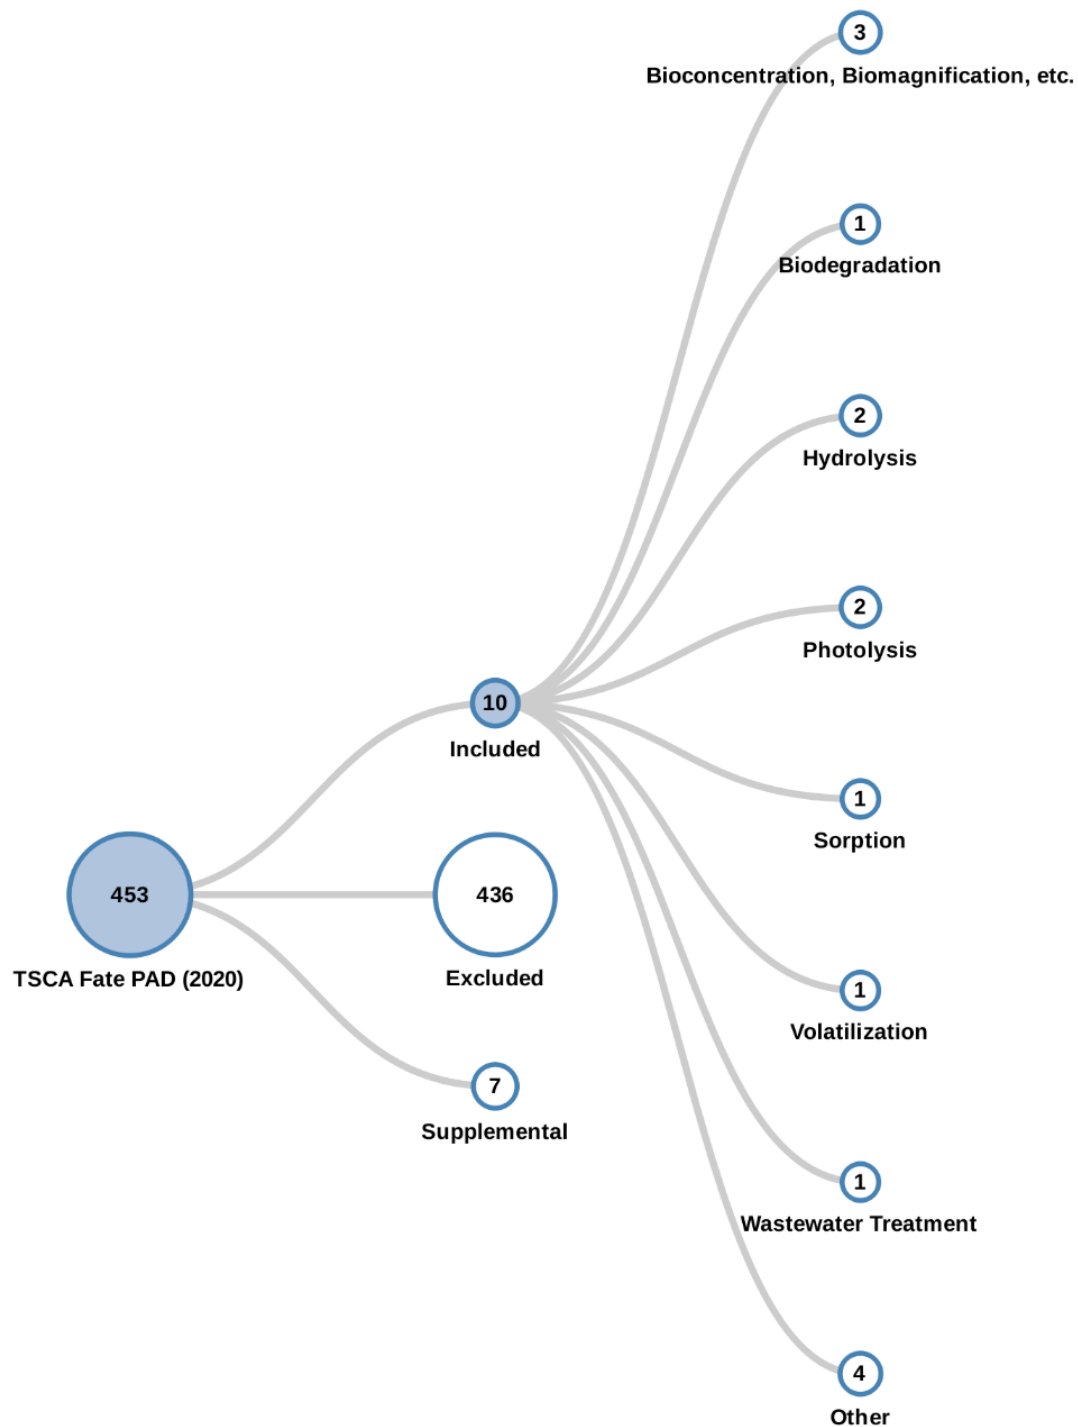 3
Bioconcentration, Biomagnification, etc.
1
Biodegradation
2
Hydrolysis
2
Photolysis
10
Included
1
Sorption
453
TSCA Fate PAD (2020)
436
Excluded
1
Volatilization
7
Supplemental
1
Wastewater Treatment
4
Other